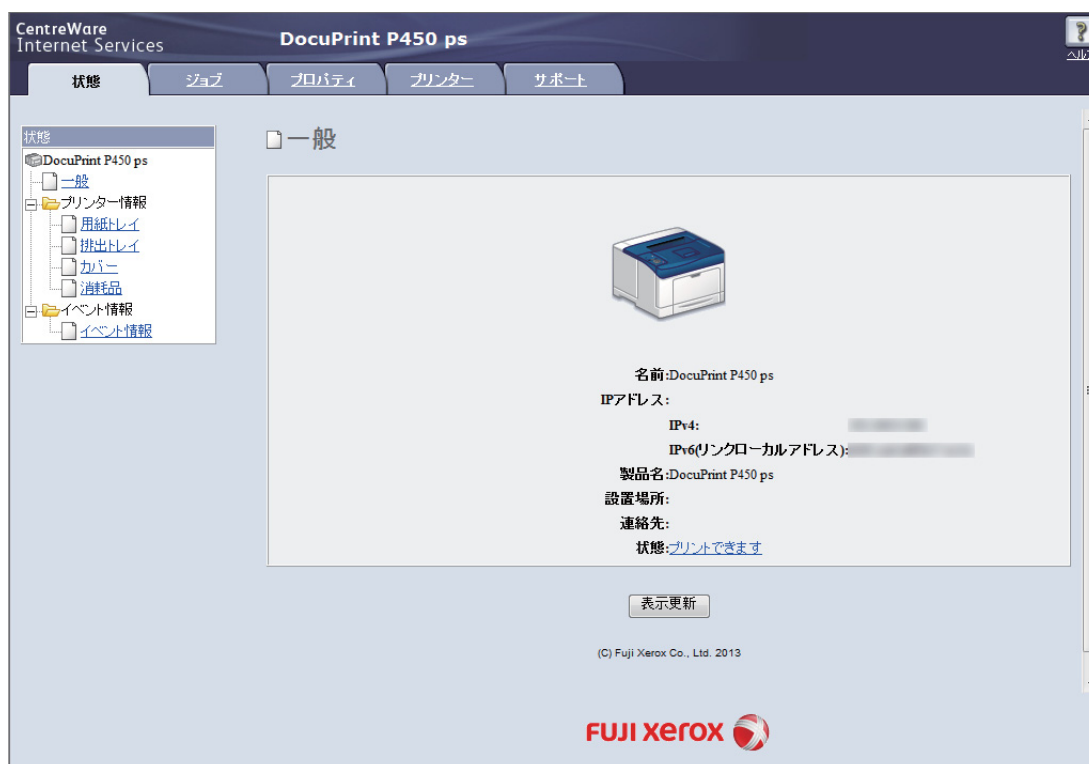 CentreWare
Internet Services
DocuPrint P450 ps
?
状態
ジョブ
プロパティ
プリンター
サポート
状態
DocuPrint P450 ps
一般
プリンター情報
用紙トレイ
排出トレイ
カバー
消耗品
イベント情報
イベント情報
一般
名前:DocuPrint P450 ps
IPアドレス:
IPv4:
IPv6(リンクローカルアドレス):
製品名:DocuPrint P450 ps
設置場所:
連絡先:
状態:プリントできます
表示更新
(C) Fuji Xerox Co., Ltd. 2013
FUJI xerox